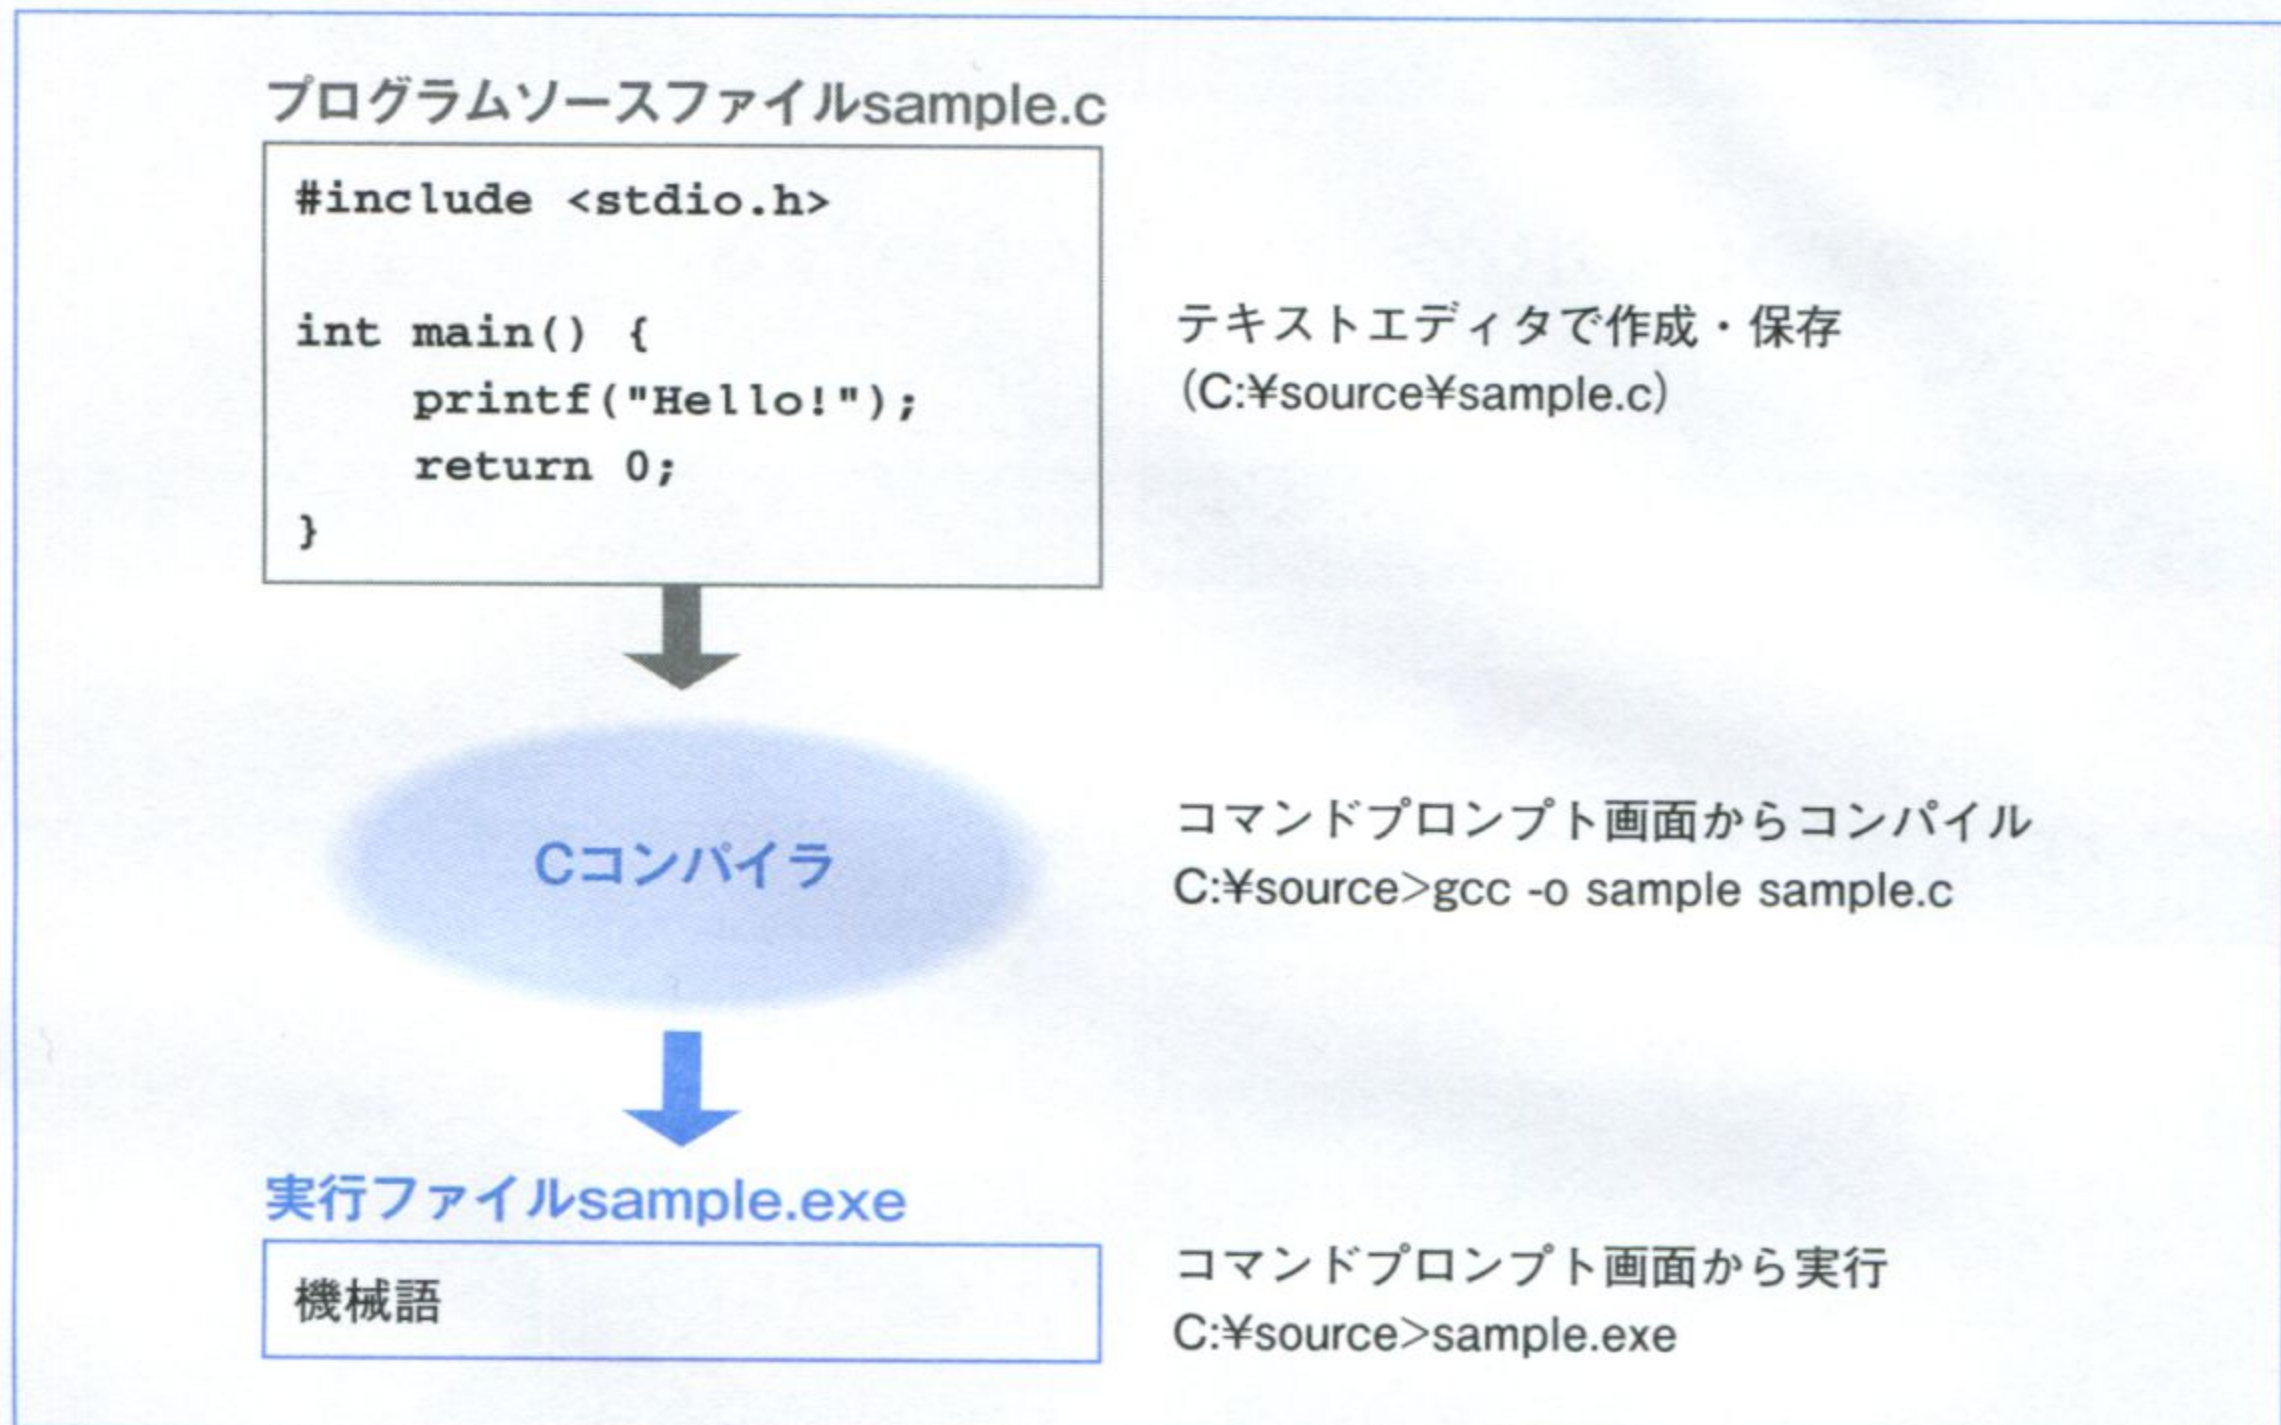 プログラムソースファイルsample.c
#include <stdio.h>
int main() {
    printf("Hello!");
    return 0;
}
テキストエディタで作成・保存
（C:¥source¥sample.c）
Cコンパイラ
コマンドプロンプト画面からコンパイル
C:¥source>gcc -o sample sample.c
実行ファイルsample.exe
機械語
コマンドプロンプト画面から実行
C:¥source>sample.exe